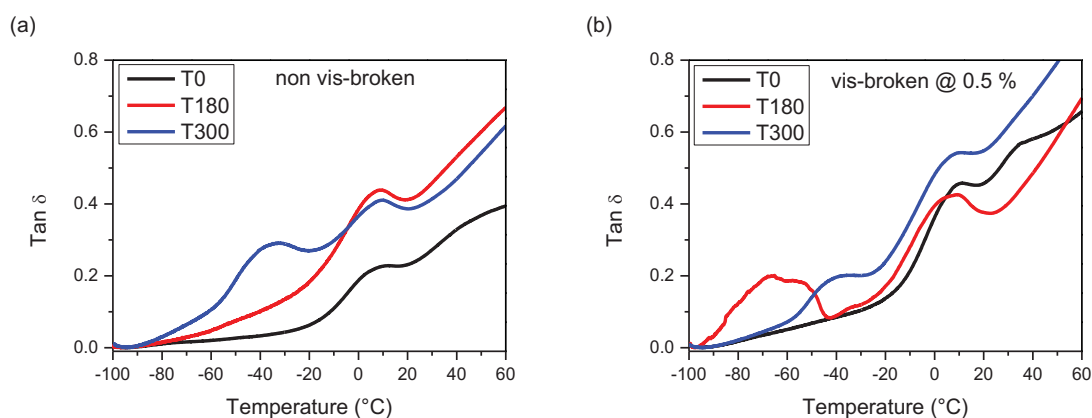 (a)
non vis-broken
T0
T180
T300
0.8
0.6
0.4
0.2
0.0
Tan δ
-100 -80 -60 -40 -20 0 20 40 60
Temperature (°C)
(b)
vis-broken @ 0.5 %
T0
T180
T300
0.8
0.6
0.4
0.2
0.0
Tan δ
-100 -80 -60 -40 -20 0 20 40 60
Temperature (°C)